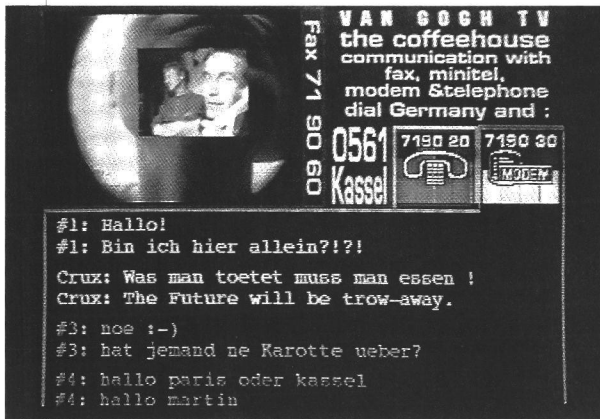 VAN GOGH TV
the coffeehouse
communication with
fax, minitel,
modem &telephone
dial Germany and :
Fax 71 90 60
0561
Kassel
7190 20
7190 30
MODEM
#1: Hallo!
#1: Bin ich hier allein?!?!
Crux: Was man toetet muss man essen !
Crux: The Future will be trow-away.
#3: noe :-)
#3: hat jemand ne Karotte ueber?
#4: hallo paris oder kassel
#4: hallo martin